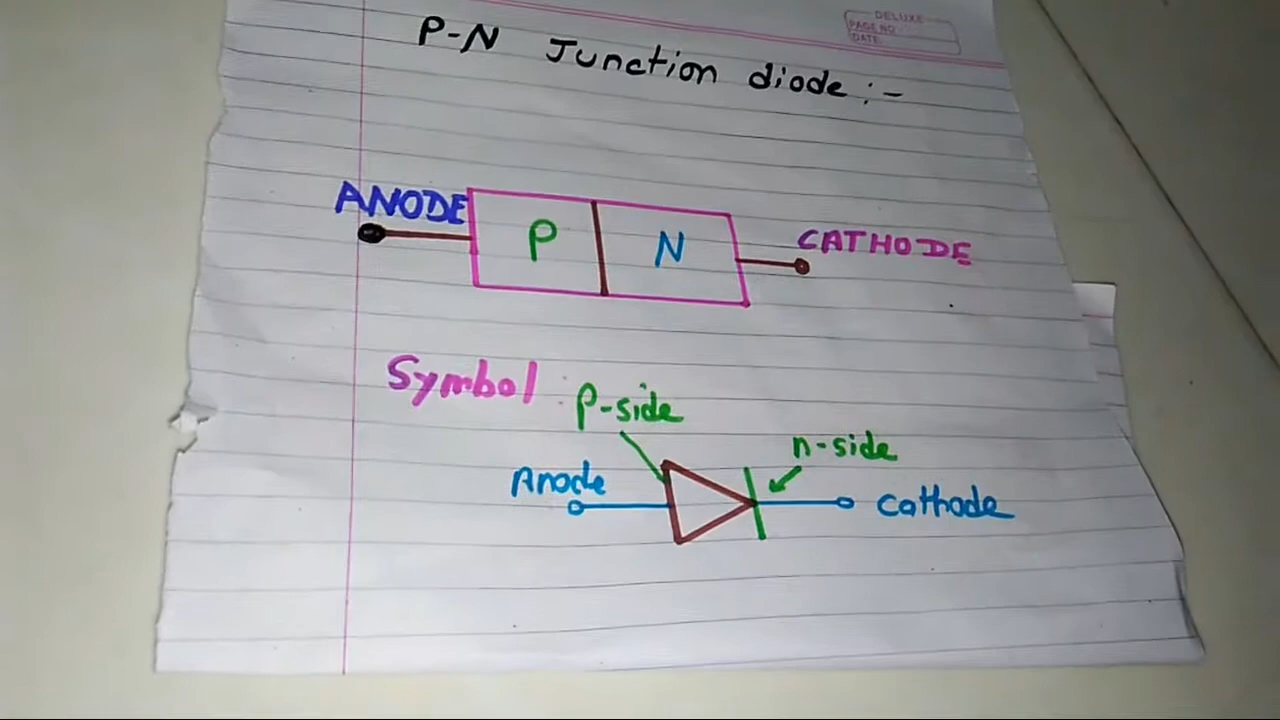 DELUXE
PAGE NO.
DATE:
P-N Junction diode :-
ANODE
P N
CATHODE
Symbol
P-side
n-side
Anode
Cathode